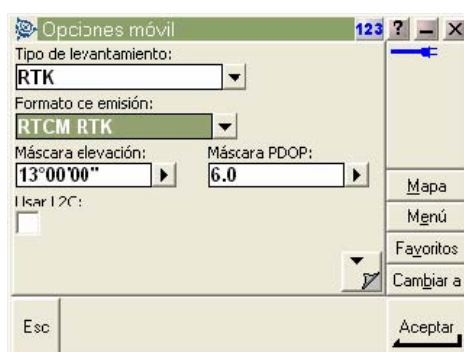 Opciones móvil 123 ?
Tipo de levantamiento:
RTK
Formato de emisión:
RTCM RTK
Máscara elevación: Máscara PDOP:
13°00'00" 6.0
Usar L2C:
Mapa
Menú
Favoritos
Cambiar a
Esc Aceptar